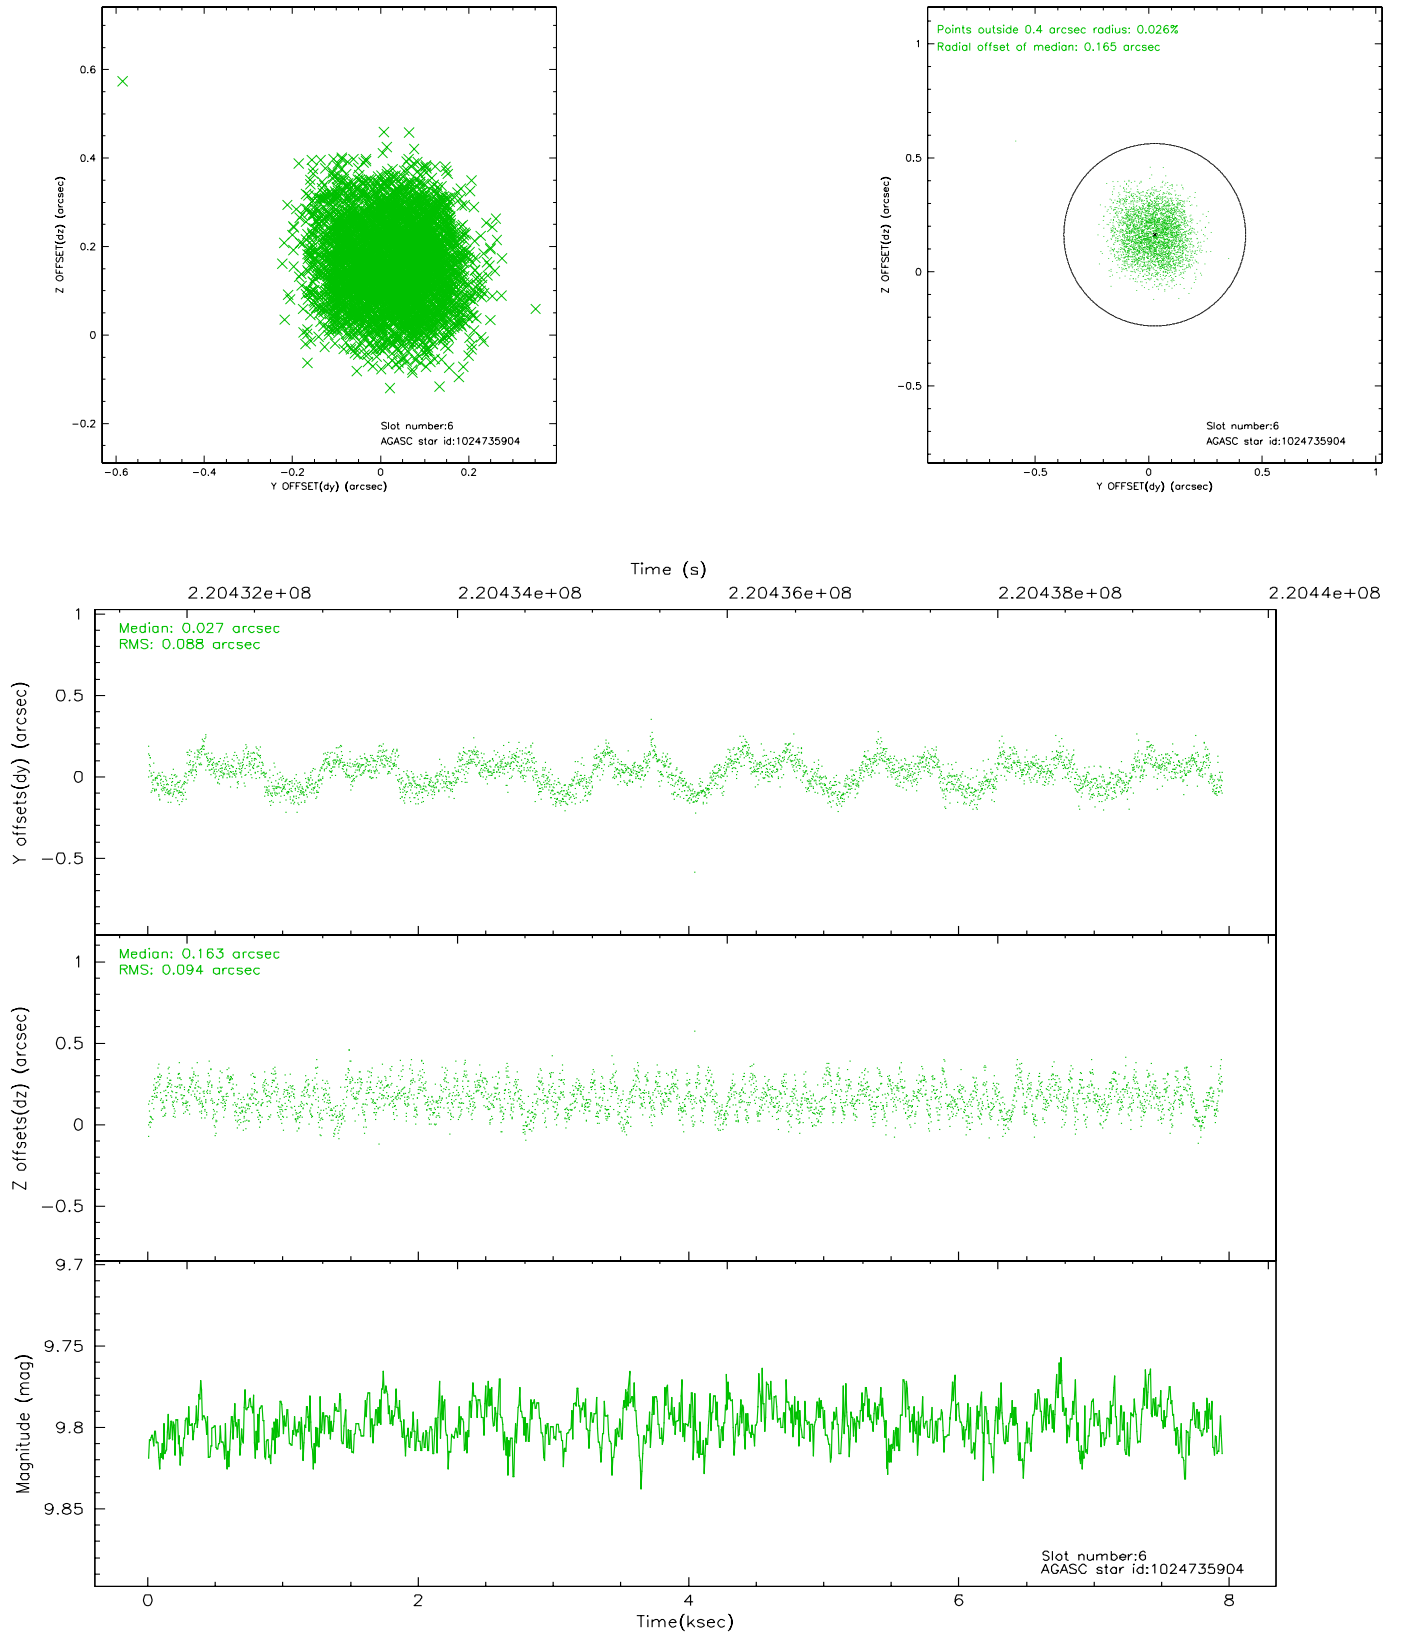 0.6
0.4
0.2
0
−0.2
Z OFFSET(dz) (arcsec)
Slot number:6
AGASC star id:1024735904
−0.6 −0.4 −0.2 0 0.2
Y OFFSET(dy) (arcsec)
Points outside 0.4 arcsec radius: 0.026%
Radial offset of median: 0.165 arcsec
1
0.5
0
−0.5
Z OFFSET(dz) (arcsec)
Slot number:6
AGASC star id:1024735904
−0.5 0 0.5 1
Y OFFSET(dy) (arcsec)
Time (s)
2.20432e+08 2.20434e+08 2.20436e+08 2.20438e+08 2.2044e+08
Median: 0.027 arcsec
RMS: 0.088 arcsec
1
0.5
0
−0.5
Y offsets(dy) (arcsec)
Median: 0.163 arcsec
RMS: 0.094 arcsec
1
0.5
0
−0.5
Z offsets(dz) (arcsec)
9.7
9.75
9.8
9.85
Magnitude (mag)
Slot number:6
AGASC star id:1024735904
0 2 4 6 8
Time(ksec)